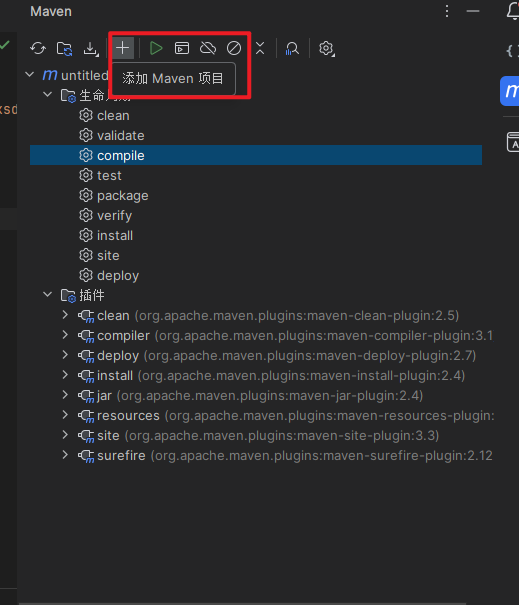 Maven
添加 Maven 项目
m untitled
生命周期
xsd
clean
validate
compile
test
package
verify
install
site
deploy
插件
clean (org.apache.maven.plugins:maven-clean-plugin:2.5)
compiler (org.apache.maven.plugins:maven-compiler-plugin:3.1
deploy (org.apache.maven.plugins:maven-deploy-plugin:2.7)
install (org.apache.maven.plugins:maven-install-plugin:2.4)
jar (org.apache.maven.plugins:maven-jar-plugin:2.4)
resources (org.apache.maven.plugins:maven-resources-plugin:
site (org.apache.maven.plugins:maven-site-plugin:3.3)
surefire (org.apache.maven.plugins:maven-surefire-plugin:2.12